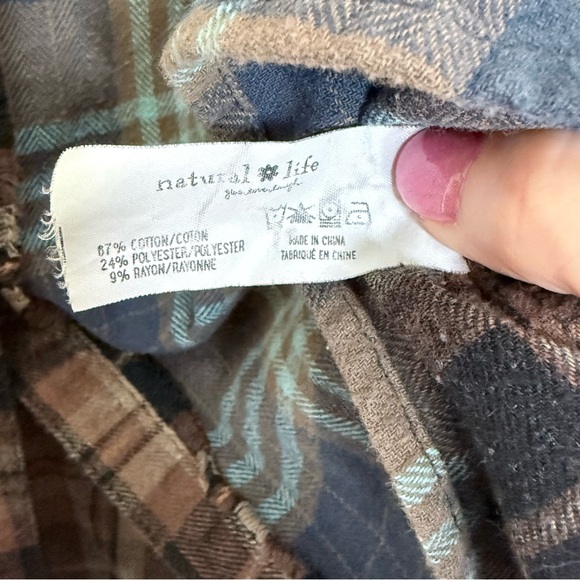 natural life
give.love.laugh
67% COTTON/COTON
24% POLYESTER/POLYESTER
9% RAYON/RAYONNE
MADE IN CHINA
FABRIQUÉ EN CHINE